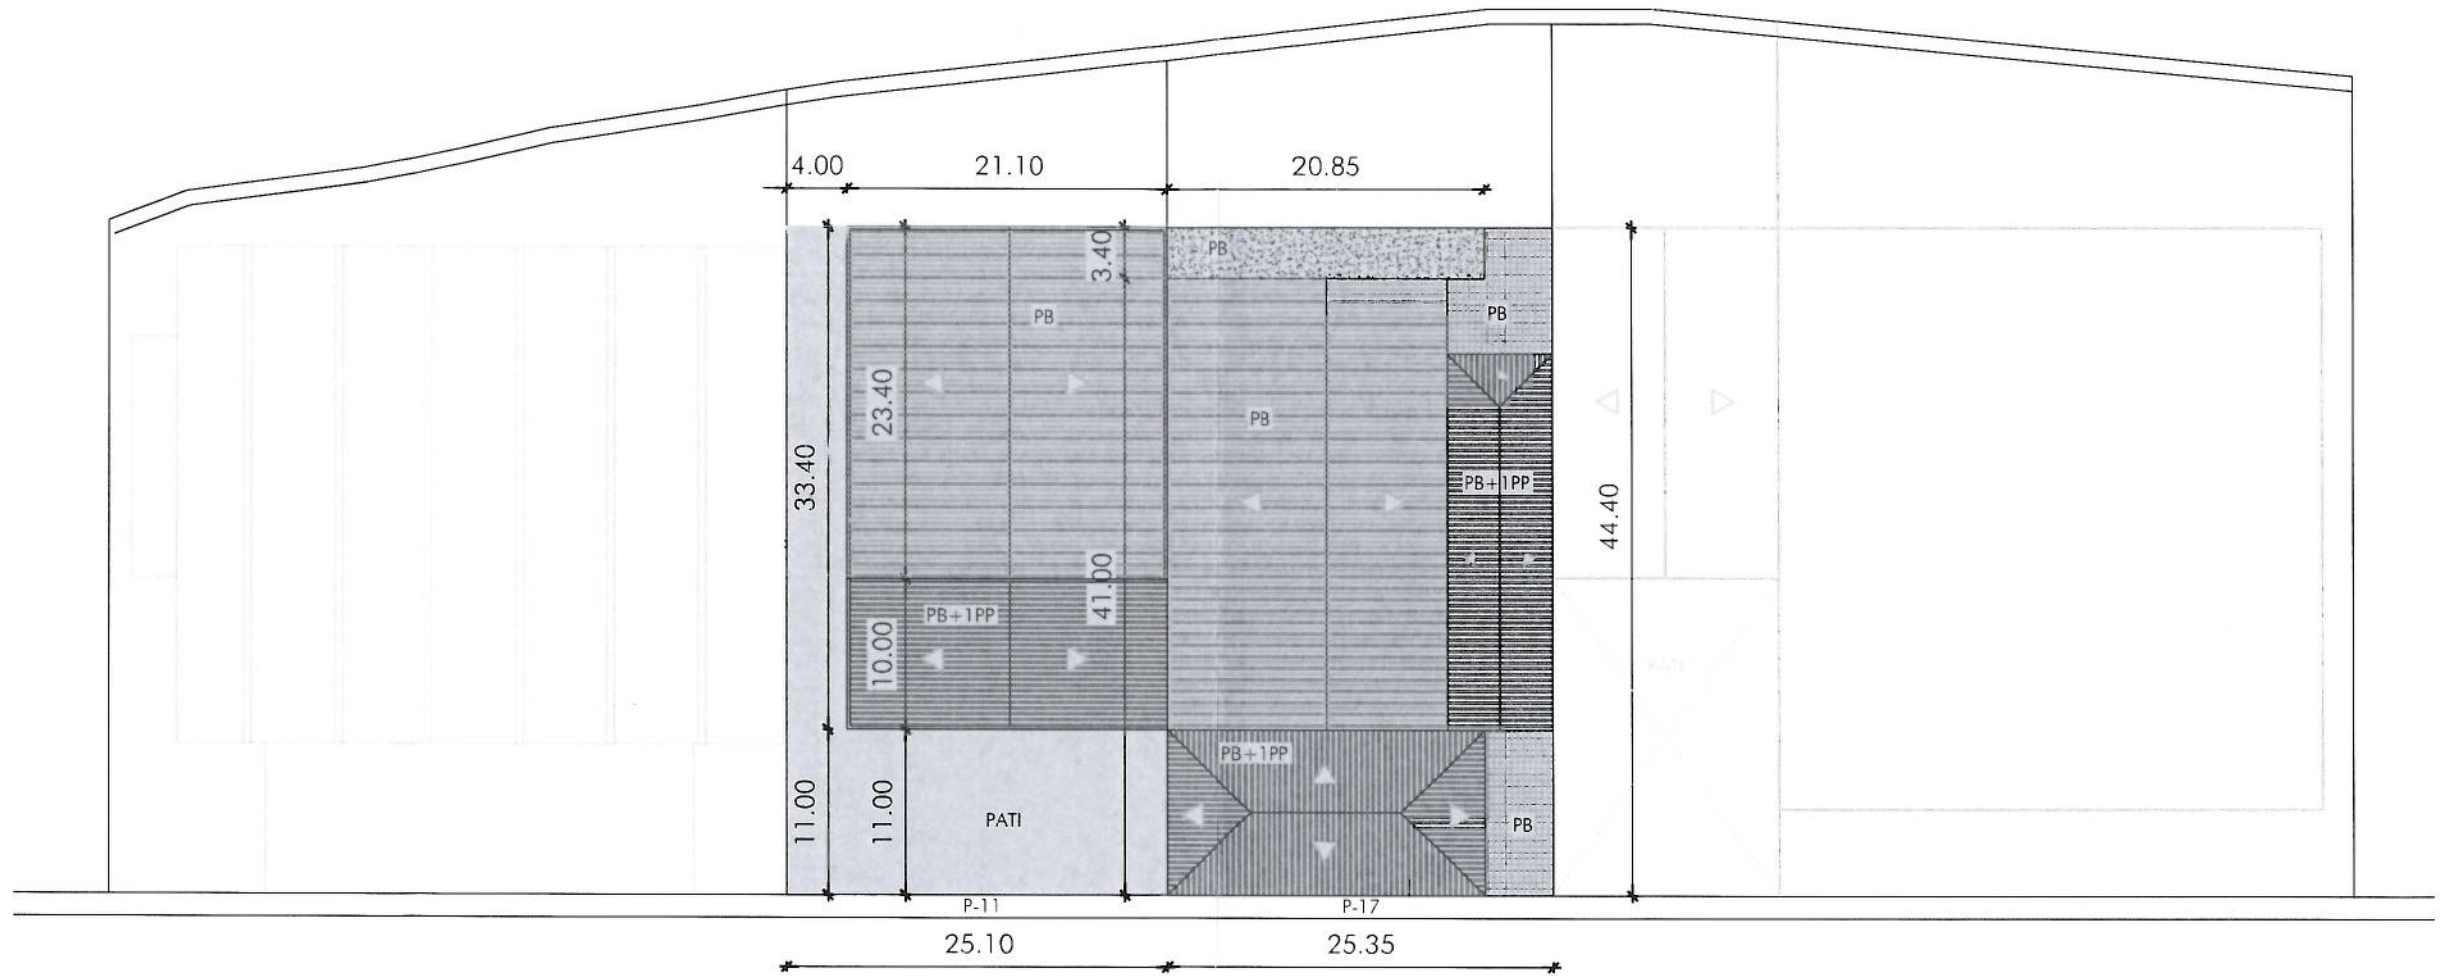 4.00
21.10
20.85
3.40
PB
PB
PB
PB
23.40
33.40
PB+1PP
44.40
41.00
PB+1PP
10.00
PATI
PB+1PP
11.00
11.00
PATI
PB
P-11
P-17
25.10
25.35